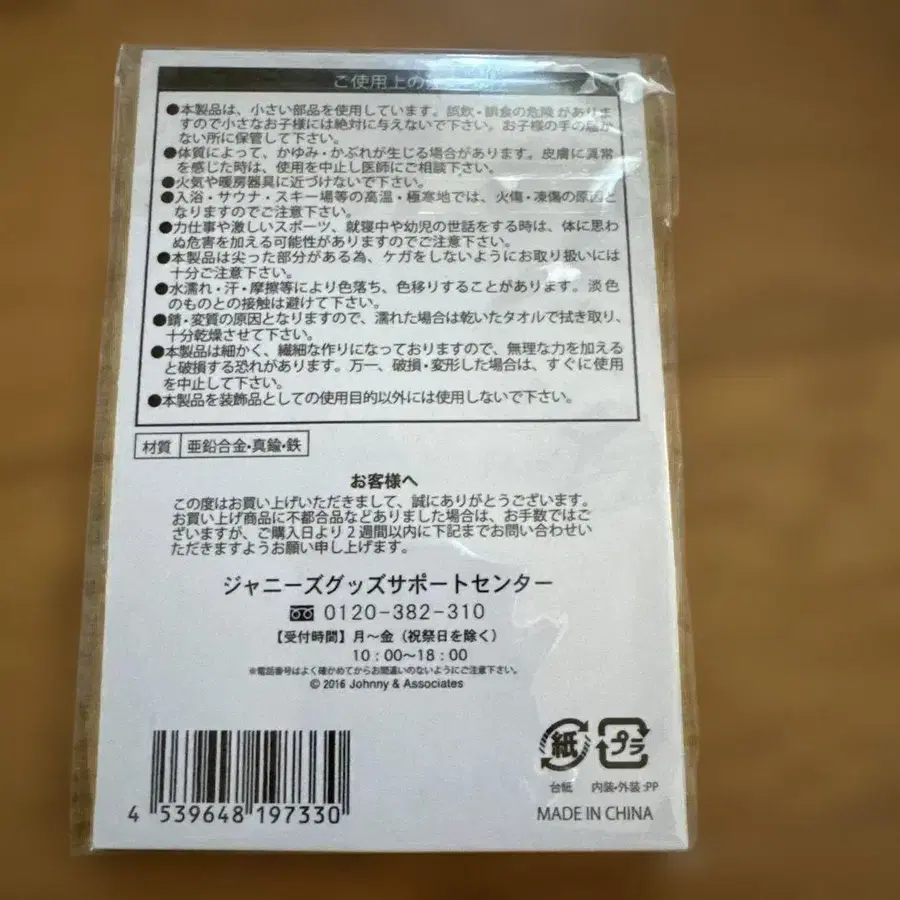 ご使用上の
●本製品は、小さい部品を使用しています。誤飲・誤食の危険がありま
すので小さなお子様には絶対に与えないで下さい。お子様の手の届か
ない所に保管して下さい。
●体質によって、かゆみ・かぶれが生じる場合があります。皮膚に異常
を感じた時は、使用を中止し医師にご相談下さい。
●火気や暖房器具に近づけないで下さい。
●入浴・サウナ・スキー場等の高温・極寒地では、火傷・凍傷の原因と
なりますのでご注意下さい。
●力仕事や激しいスポーツ、就寝中や幼児の世話をする時は、体に思わ
ぬ危害を加える可能性がありますのでご注意下さい。
●本製品は尖った部分がある為、ケガをしないようにお取り扱いには
十分ご注意下さい。
●水濡れ・汗・摩擦等により色落ち、色移りすることがあります。淡色
のものとの接触は避けて下さい。
●錆・変質の原因となりますので、濡れた場合は乾いたタオルで拭き取り、
十分乾燥させて下さい。
●本製品は細かく、繊細な作りになっておりますので、無理な力を加える
と破損する恐れがあります。万一、破損・変形した場合は、すぐに使用
を中止して下さい。
●本製品を装飾品としての使用目的以外には使用しないで下さい。
材質 亜鉛合金・真鍮・鉄
お客様へ
この度はお買い上げいただきまして、誠にありがとうございます。
お買い上げ商品に不都合品などありました場合は、お手数ではご
ざいますが、ご購入日より2週間以内に下記までお問い合わせい
ただきますようお願い申し上げます。
ジャニーズグッズサポートセンター
0120-382-310
【受付時間】月〜金（祝祭日を除く）
10：00〜18：00
※電話番号はよく確かめてからお間違いのないようにご注意下さい。
© 2016 Johnny & Associates
紙 プラ
台紙 内装・外装:PP
4 539648 197330
MADE IN CHINA